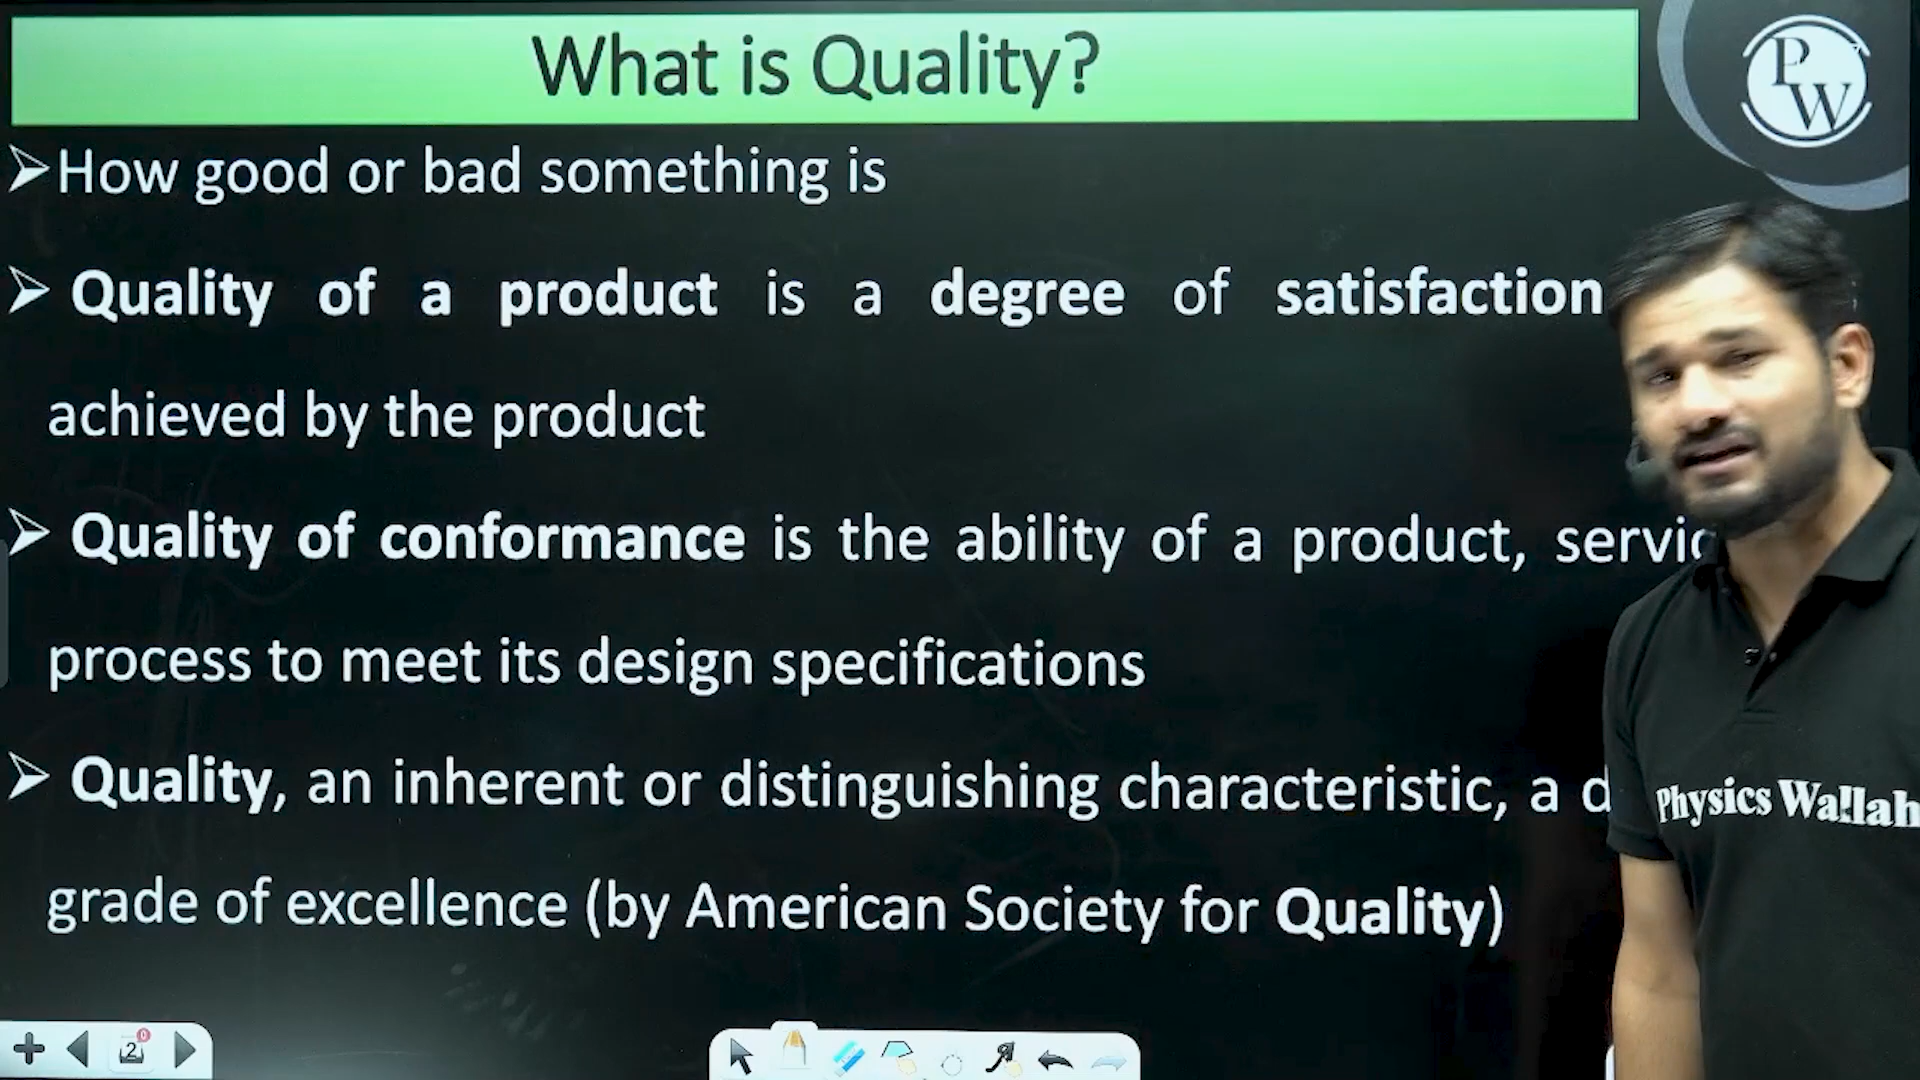 What is Quality?
P
W
How good or bad something is
Quality of a product is a degree of satisfaction
achieved by the product
Quality of conformance is the ability of a product,
process to meet its design specifications
Quality, an inherent or distinguishing characteristic, a
grade of excellence (by American Society for Quality)
Physics Wallah
2
0